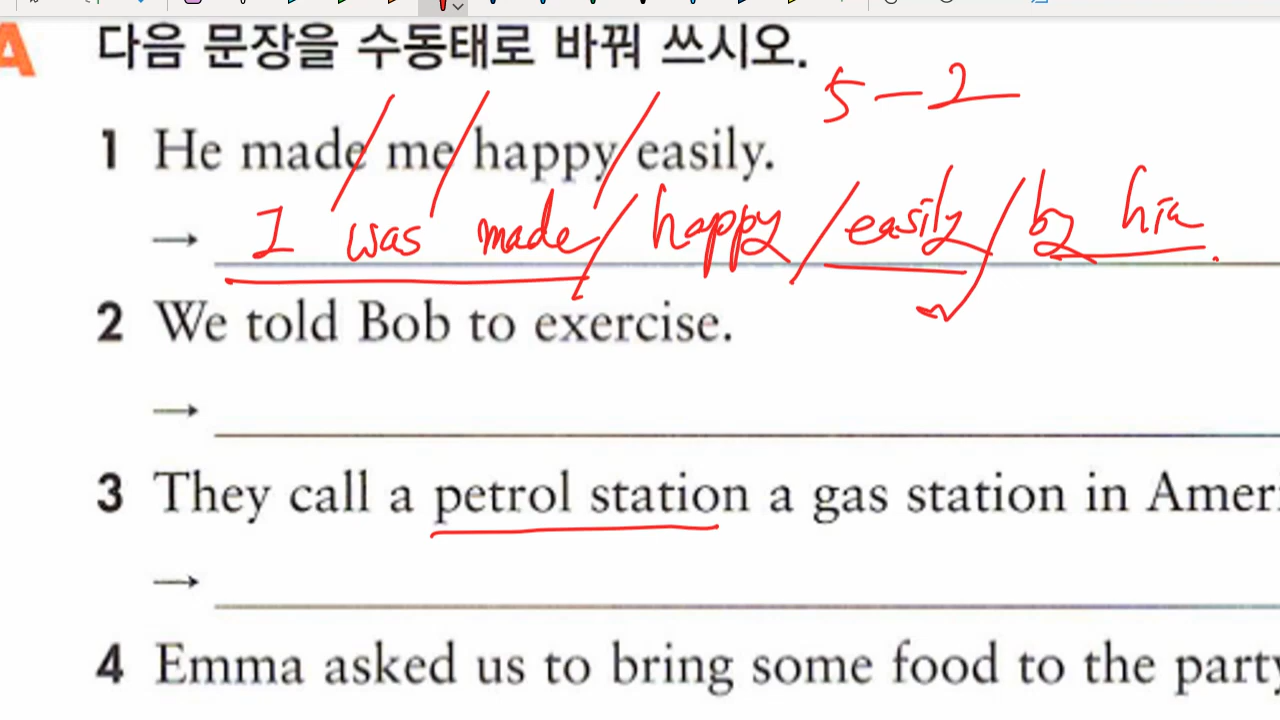 A 다음 문장을 수동태로 바꿔 쓰시오.
5-2
1 He made / me / happy / easily.
→ I was made / happy / easily / by him.
2 We told Bob to exercise.
→
3 They call a petrol station a gas station in Ameri
→
4 Emma asked us to bring some food to the party